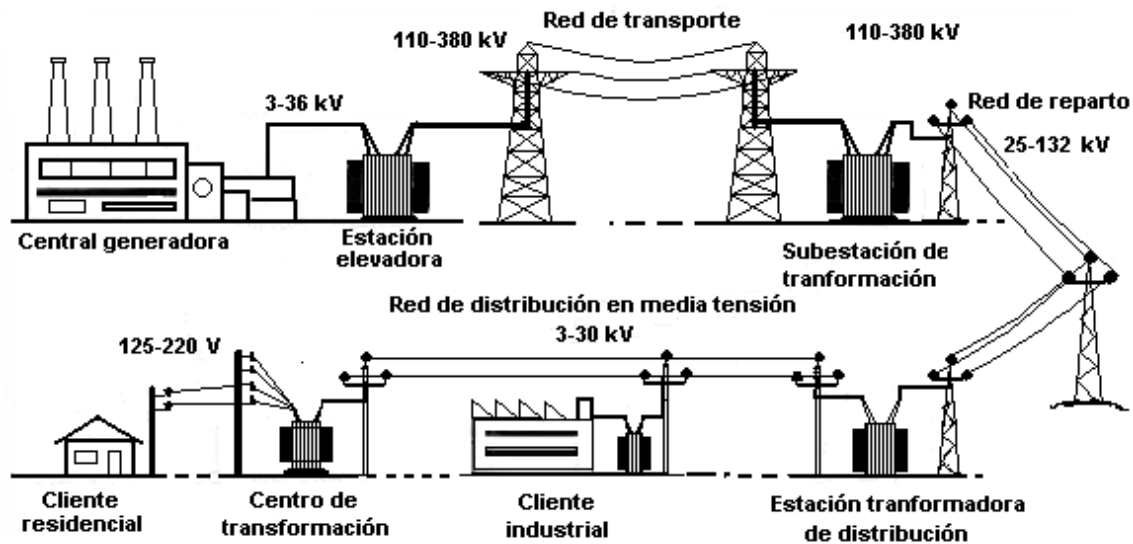 Red de transporte
110-380 kV
110-380 kV
3-36 kV
Red de reparto
25-132 kV
Central generadora
Estación
elevadora
Subestación de
tranformación
Red de distribución en media tensión
3-30 kV
125-220 V
Cliente
residencial
Centro de
transformación
Cliente
industrial
Estación tranformadora
de distribución